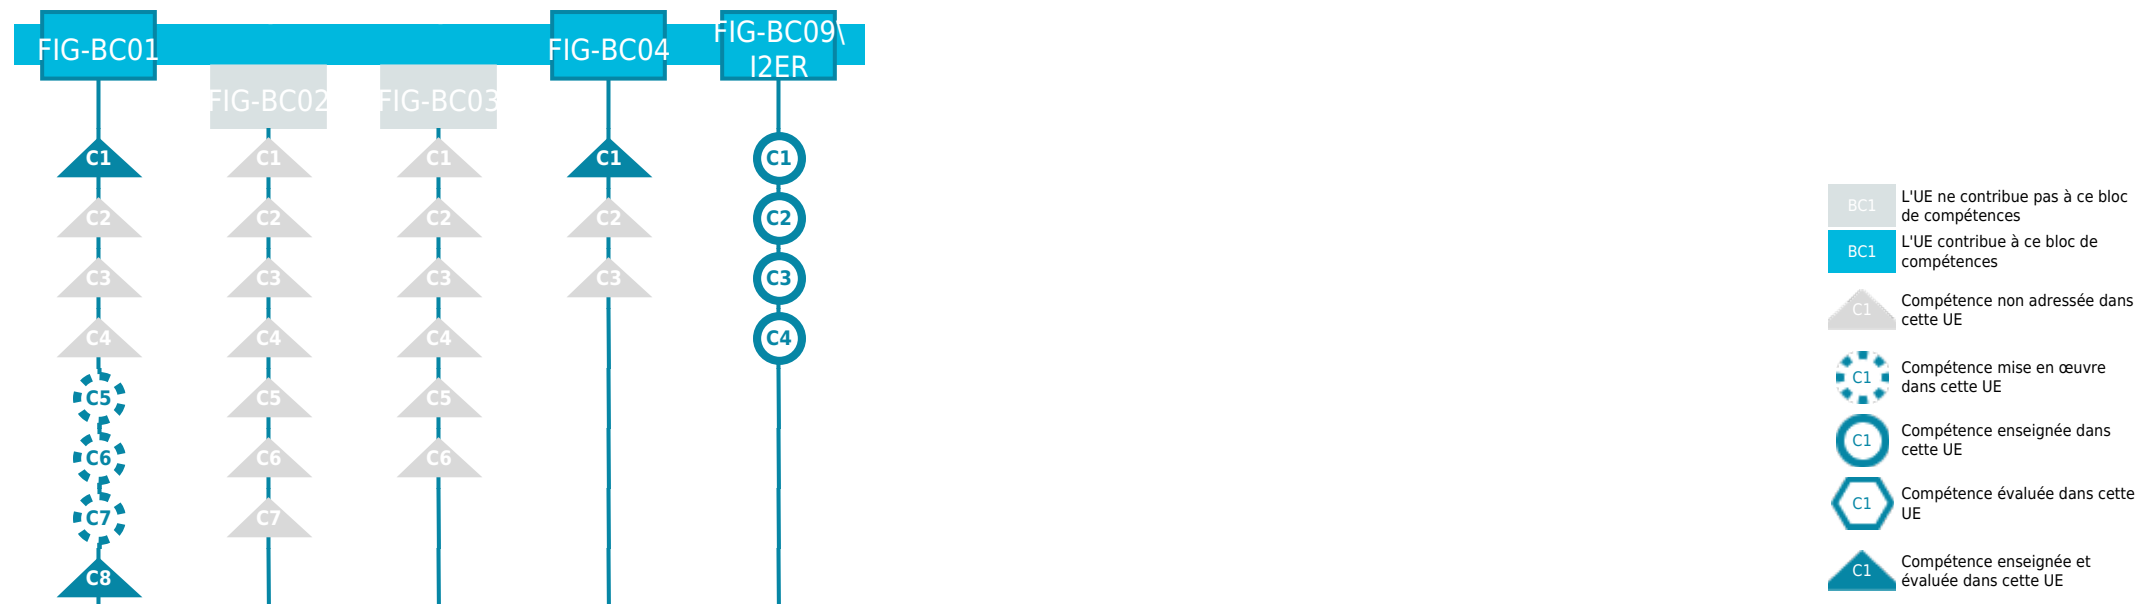 FIG-BC01
FIG-BC02
FIG-BC03
FIG-BC04
FIG-BC09\
I2ER
C1
C2
C3
C4
C5
C6
C7
C8
C1
C2
C3
C4
C5
C6
C7
C1
C2
C3
C4
C5
C6
C1
C2
C3
C1
C2
C3
C4
BC1
L'UE ne contribue pas à ce bloc
de compétences
BC1
L'UE contribue à ce bloc de
compétences
C1
Compétence non adressée dans
cette UE
C1
Compétence mise en œuvre
dans cette UE
C1
Compétence enseignée dans
cette UE
C1
Compétence évaluée dans cette
UE
C1
Compétence enseignée et
évaluée dans cette UE